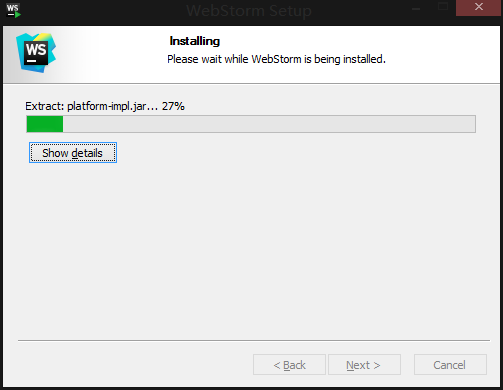 WS
WebStorm Setup
WS
Installing
Please wait while WebStorm is being installed.
Extract: platform-impl.jar... 27%
Show details
< Back
Next >
Cancel